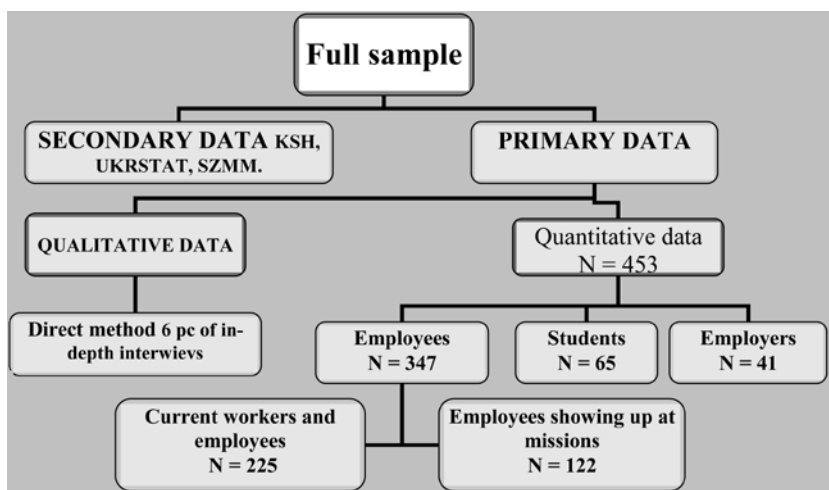 Full sample
SECONDARY DATA KSH,
UKRSTAT, SZMM.
PRIMARY DATA
QUALITATIVE DATA
Quantitative data
N = 453
Direct method 6 pc of in-
depth interwievs
Employees
N = 347
Students
N = 65
Employers
N = 41
Current workers and
employees
N = 225
Employees showing up at
missions
N = 122